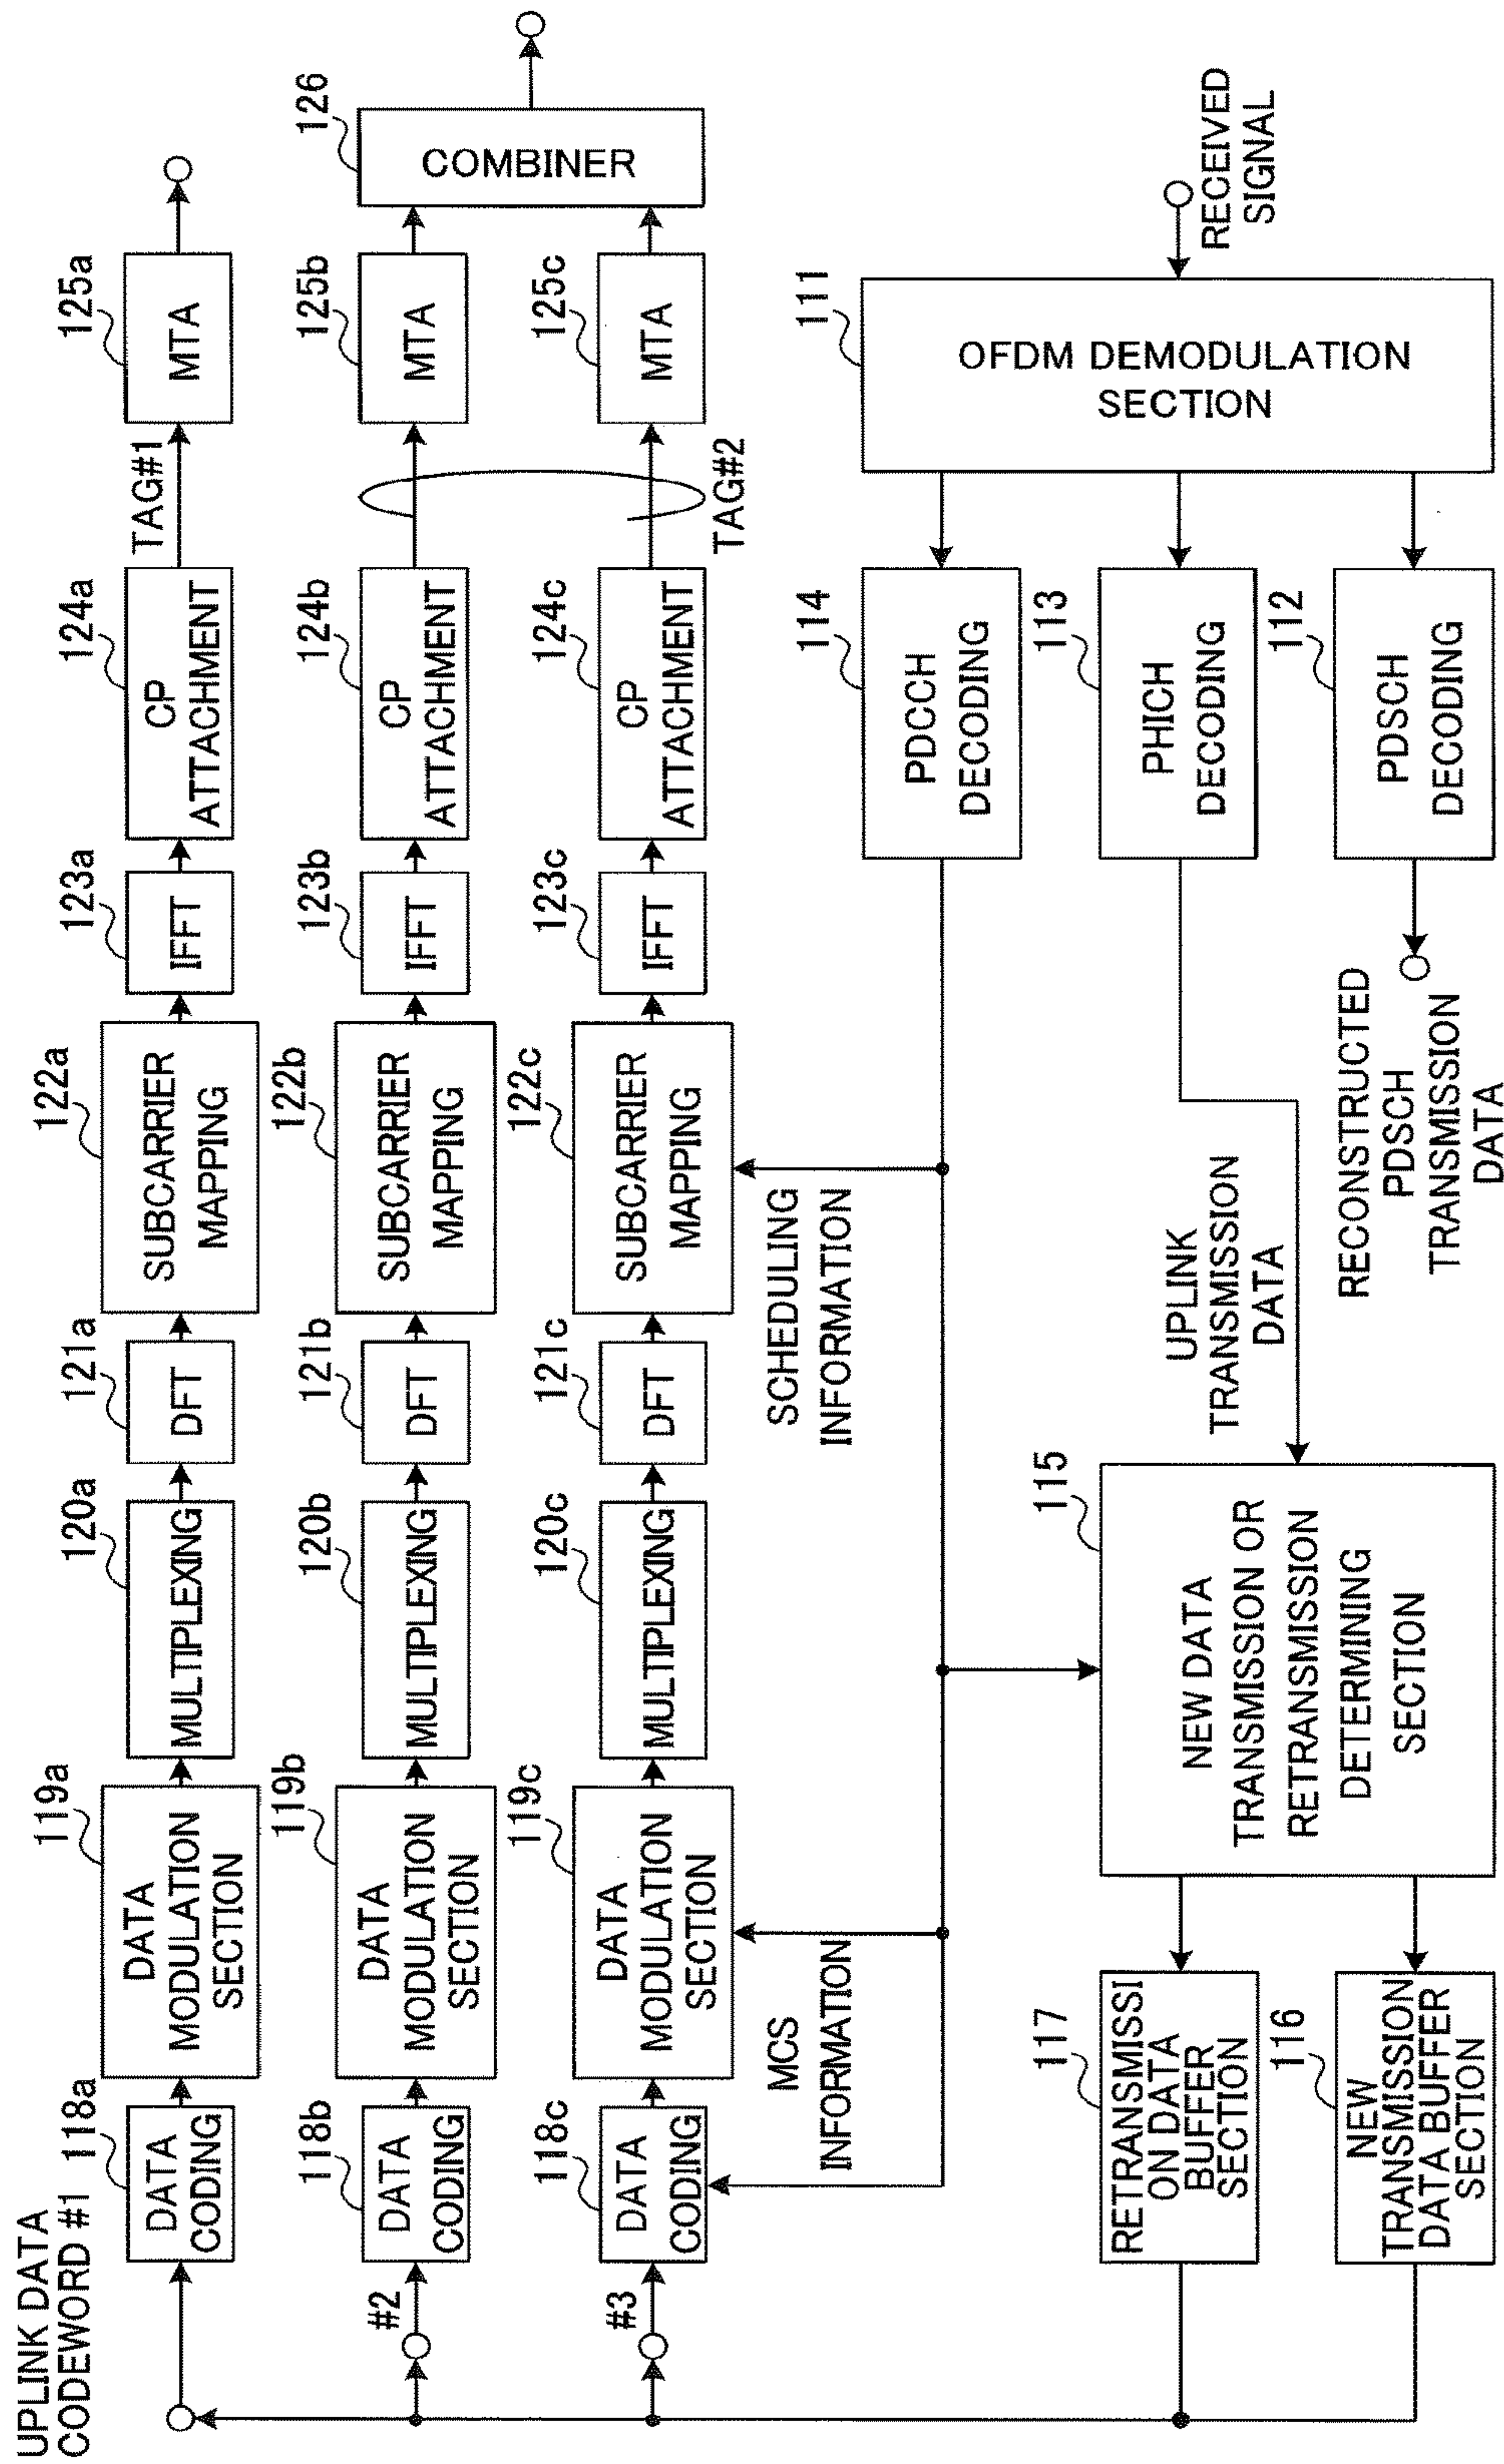 UPLINK DATA
CODEWORD #1
118a
DATA
CODING
119a
DATA
MODULATION
SECTION
120a
MULTIPLEXING
121a
DFT
122a
SUBCARRIER
MAPPING
123a
IFFT
124a
CP
ATTACHMENT
TAG#1
125a
MTA
#2
118b
DATA
CODING
119b
DATA
MODULATION
SECTION
120b
MULTIPLEXING
121b
DFT
122b
SUBCARRIER
MAPPING
123b
IFFT
124b
CP
ATTACHMENT
125b
MTA
126
COMBINER
#3
118c
DATA
CODING
119c
DATA
MODULATION
SECTION
120c
MULTIPLEXING
121c
DFT
122c
SUBCARRIER
MAPPING
123c
IFFT
124c
CP
ATTACHMENT
TAG#2
125c
MTA
MCS
INFORMATION
SCHEDULING
INFORMATION
114
PDCCH
DECODING
111
OFDM DEMODULATION
SECTION
RECEIVED
SIGNAL
117
RETRANSMISSI
ON DATA
BUFFER
SECTION
115
NEW DATA
TRANSMISSION OR
RETRANSMISSION
DETERMINING
SECTION
UPLINK
TRANSMISSION
DATA
113
PHICH
DECODING
116
NEW
TRANSMISSION
DATA BUFFER
SECTION
RECONSTRUCTED
PDSCH
TRANSMISSION
DATA
112
PDSCH
DECODING